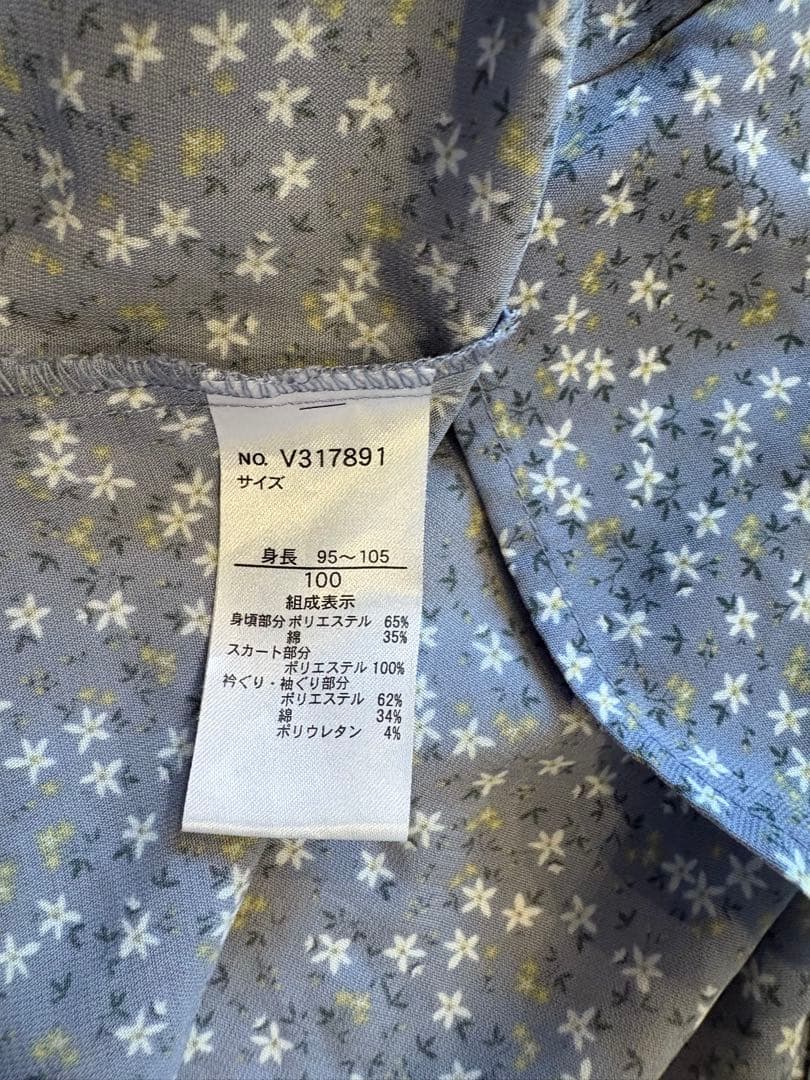 NO. V317891
サイズ
身長 95～105
100
組成表示
身頃部分 ポリエステル 65%
綿 35%
スカート部分
ポリエステル 100%
衿ぐり・袖ぐり部分
ポリエステル 62%
綿 34%
ポリウレタン 4%